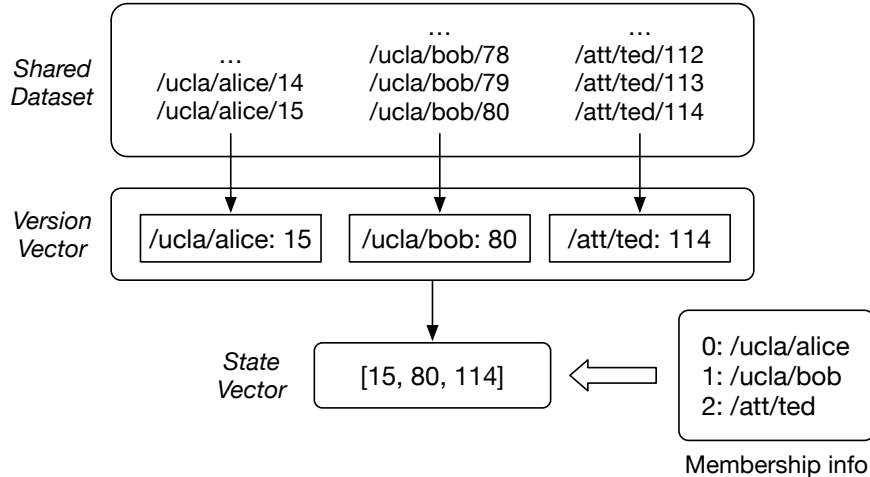 Shared
Dataset
…
/ucla/alice/14
/ucla/alice/15
…
/ucla/bob/78
/ucla/bob/79
/ucla/bob/80
…
/att/ted/112
/att/ted/113
/att/ted/114
Version
Vector
/ucla/alice: 15
/ucla/bob: 80
/att/ted: 114
State
Vector
[15, 80, 114]
0: /ucla/alice
1: /ucla/bob
2: /att/ted
Membership info